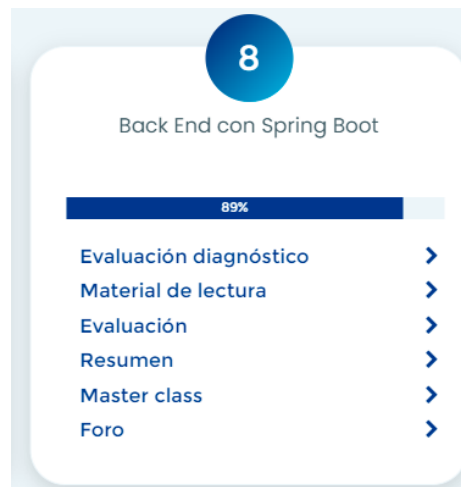 8
Back End con Spring Boot
89%
Evaluación diagnóstico
Material de lectura
Evaluación
Resumen
Master class
Foro